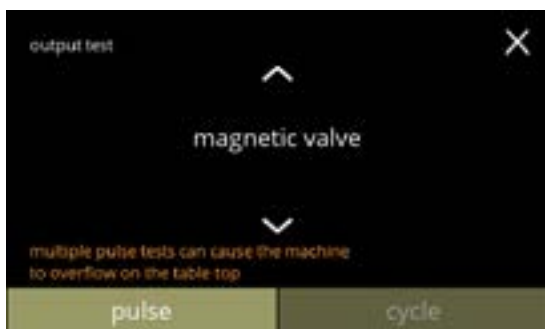 output test
magnetic valve
multiple pulse tests can cause the machine
to overflow on the table top
pulse
cycle